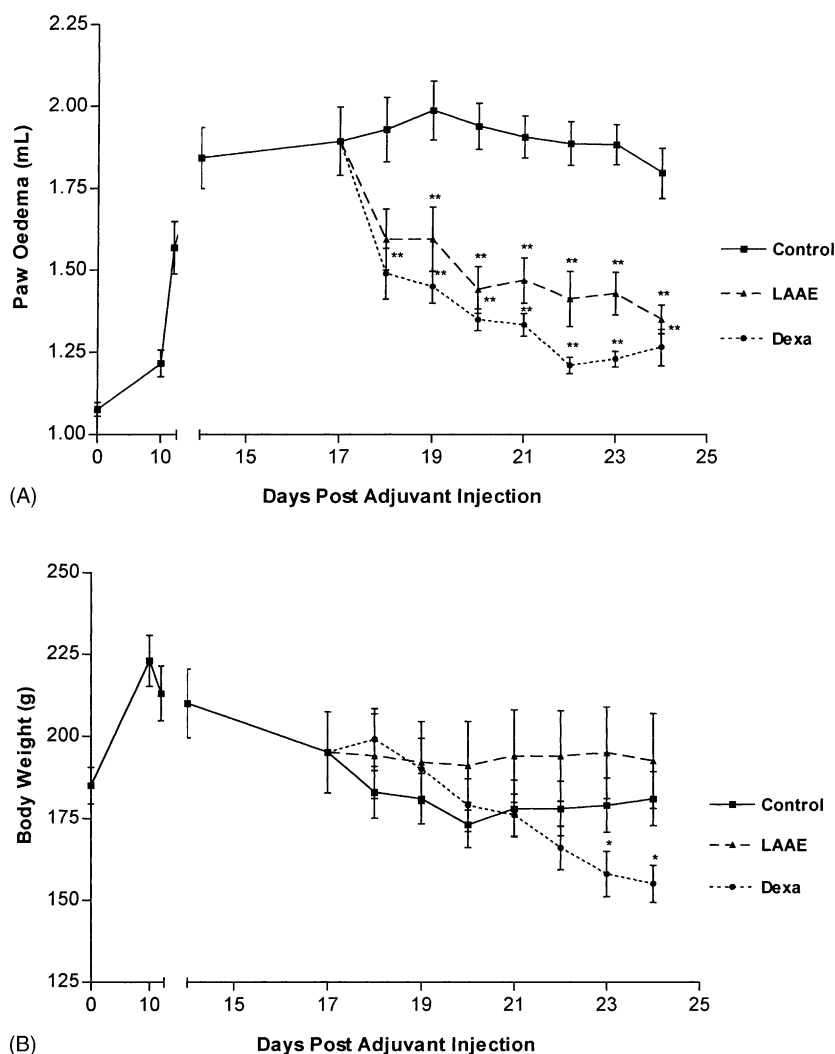 2.25
2.00
1.75
1.50
1.25
1.00
Paw Oedema (mL)
** ** ** ** ** ** **
** ** ** ** ** ** **
Control
LAAE
Dexa
0 10 15 17 19 21 23 25
Days Post Adjuvant Injection
(A)
250
225
200
175
150
125
Body Weight (g)
* *
Control
LAAE
Dexa
0 10 15 17 19 21 23 25
Days Post Adjuvant Injection
(B)